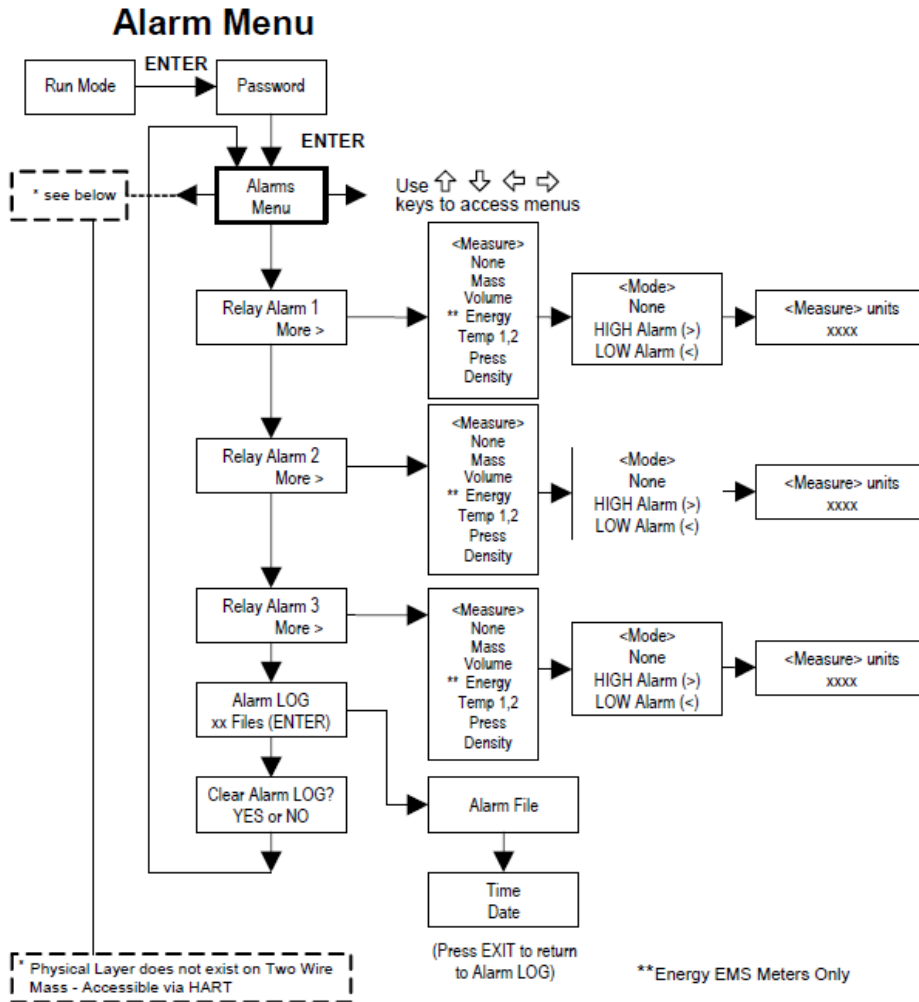 Alarm Menu
Run Mode
ENTER
Password
ENTER
* see below
Alarms
Menu
Use ⇧ ⇩ ⇦ ⇨
keys to access menus
Relay Alarm 1
More >
<Measure>
None
Mass
Volume
** Energy
Temp 1,2
Press
Density
<Mode>
None
HIGH Alarm (>)
LOW Alarm (<)
<Measure> units
xxxx
Relay Alarm 2
More >
<Measure>
None
Mass
Volume
** Energy
Temp 1,2
Press
Density
<Mode>
None
HIGH Alarm (>)
LOW Alarm (<)
<Measure> units
xxxx
Relay Alarm 3
More >
<Measure>
None
Mass
Volume
** Energy
Temp 1,2
Press
Density
<Mode>
None
HIGH Alarm (>)
LOW Alarm (<)
<Measure> units
xxxx
Alarm LOG
xx Files (ENTER)
Clear Alarm LOG?
YES or NO
Alarm File
Time
Date
(Press EXIT to return
to Alarm LOG)
* Physical Layer does not exist on Two Wire
Mass - Accessible via HART
**Energy EMS Meters Only